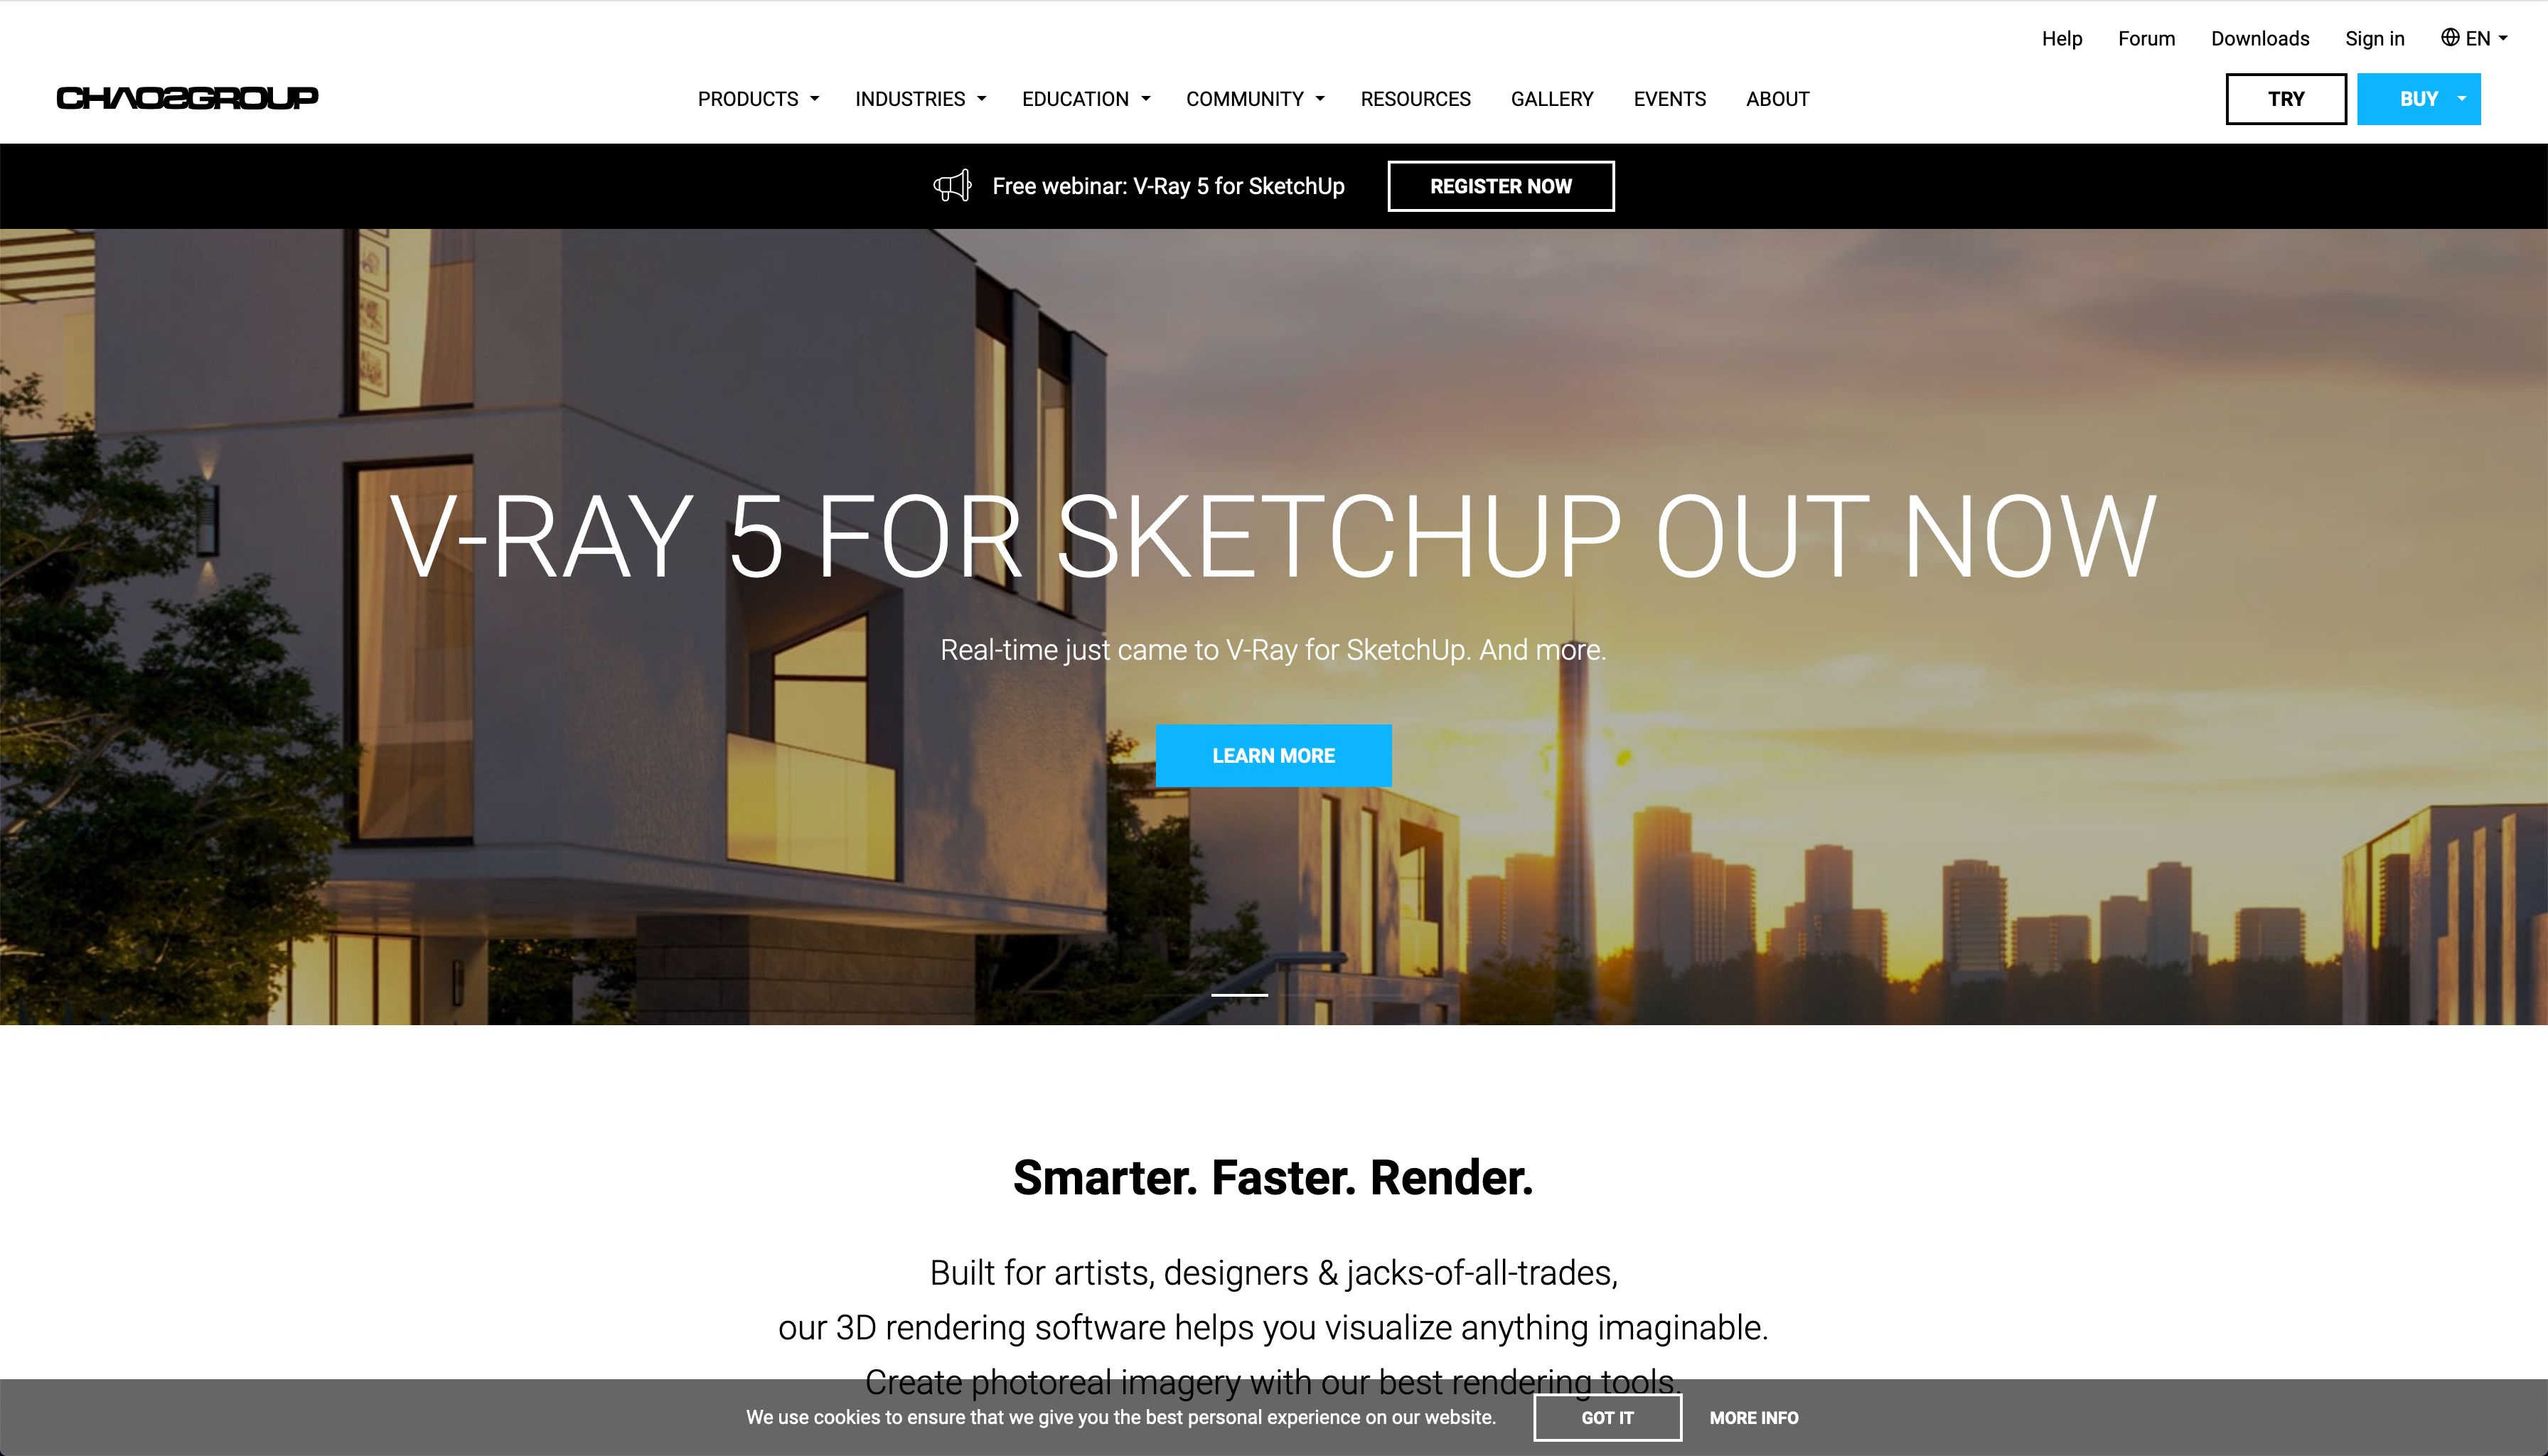 Help Forum Downloads Sign in EN
CHAOSGROUP
PRODUCTS INDUSTRIES EDUCATION COMMUNITY RESOURCES GALLERY EVENTS ABOUT
TRY BUY
Free webinar: V-Ray 5 for SketchUp REGISTER NOW
V-RAY 5 FOR SKETCHUP OUT NOW
Real-time just came to V-Ray for SketchUp. And more.
LEARN MORE
Smarter. Faster. Render.
Built for artists, designers & jacks-of-all-trades,
our 3D rendering software helps you visualize anything imaginable.
Create photoreal imagery with our best rendering tools.
We use cookies to ensure that we give you the best personal experience on our website. GOT IT MORE INFO